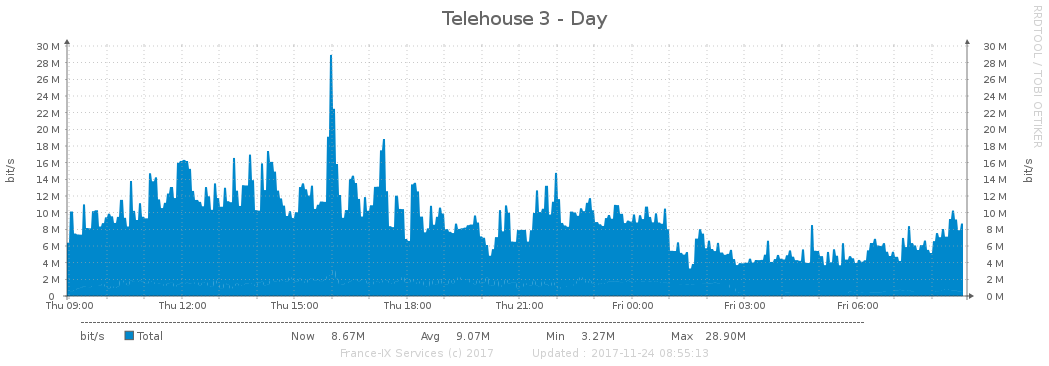 Telehouse 3 - Day
RRDTOOL / TOBI OETIKER
bit/s
30 M 30 M
28 M 28 M
26 M 26 M
24 M 24 M
22 M 22 M
20 M 20 M
18 M 18 M
16 M 16 M
14 M 14 M
12 M 12 M
10 M 10 M
8 M 8 M
6 M 6 M
4 M 4 M
2 M 2 M
0 0 M
bit/s
Thu 09:00 Thu 12:00 Thu 15:00 Thu 18:00 Thu 21:00 Fri 00:00 Fri 03:00 Fri 06:00
bit/s Total Now 8.67M Avg 9.07M Min 3.27M Max 28.90M
France-IX Services (c) 2017 Updated : 2017-11-24 08:55:13